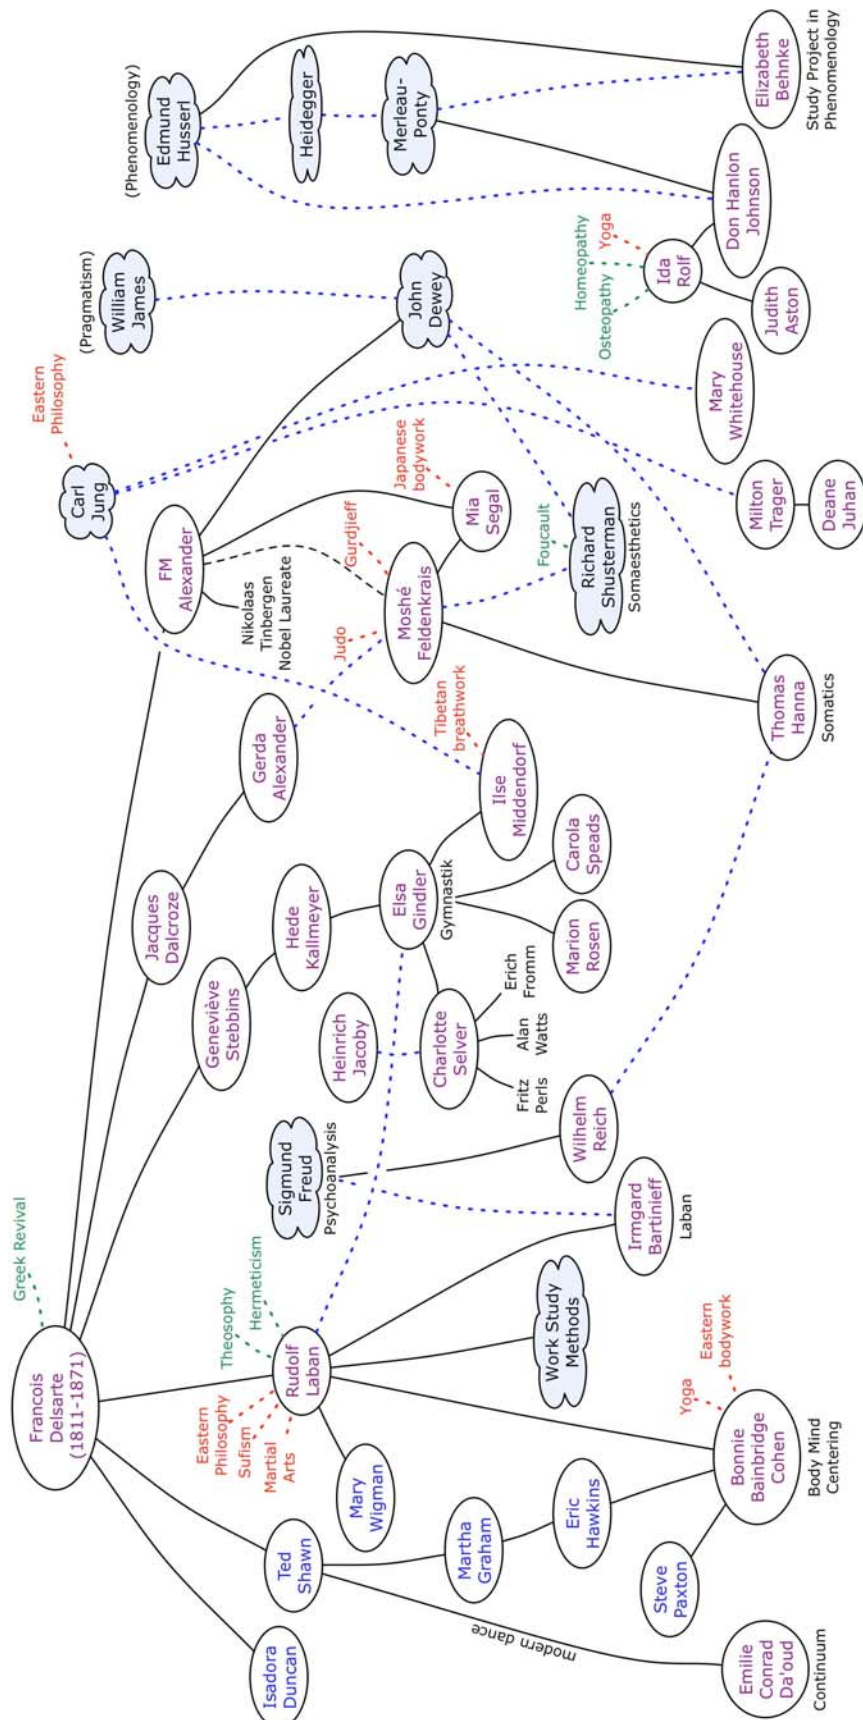 Greek Revival
Francois
Delsarte
(1811-1871)
Isadora
Duncan
Ted
Shawn
modern dance
Emilie
Conrad
Da'oud
Continuum
Martha
Graham
Eric
Hawkins
Steve
Paxton
Yoga
Eastern
bodywork
Bonnie
Bainbridge
Cohen
Body Mind
Centering
Theosophy
Hermeticism
Eastern
Philosophy
Sufism
Martial
Arts
Rudolf
Laban
Mary
Wigman
Work Study
Methods
Irmgard
Bartinieff
Laban
Sigmund
Freud
Psychoanalysis
Wilhelm
Reich
Jacques
Dalcroze
Geneviève
Stebbins
Hede
Kallmeyer
Gerda
Alexander
Heinrich
Jacoby
Elsa
Gindler
Gymnastik
Charlotte
Selver
Fritz
Perls
Alan
Watts
Erich
Fromm
Marion
Rosen
Carola
Speads
Tibetan
breathwork
Ilse
Middendorf
Eastern
Philosophy
Carl
Jung
FM
Alexander
Nikolaas
Tinbergen
Nobel Laureate
Judo
Gurdjieff
Moshé
Feldenkrais
Japanese
bodywork
Mia
Segal
Foucault
Richard
Shusterman
Somaesthetics
Thomas
Hanna
Somatics
Milton
Trager
Deane
Juhan
Mary
Whitehouse
(Pragmatism)
William
James
John
Dewey
Osteopathy
Homeopathy
Yoga
Ida
Rolf
Judith
Aston
Don Hanlon
Johnson
(Phenomenology)
Edmund
Husserl
Heidegger
Merleau-
Ponty
Elizabeth
Behnke
Study Project in
Phenomenology